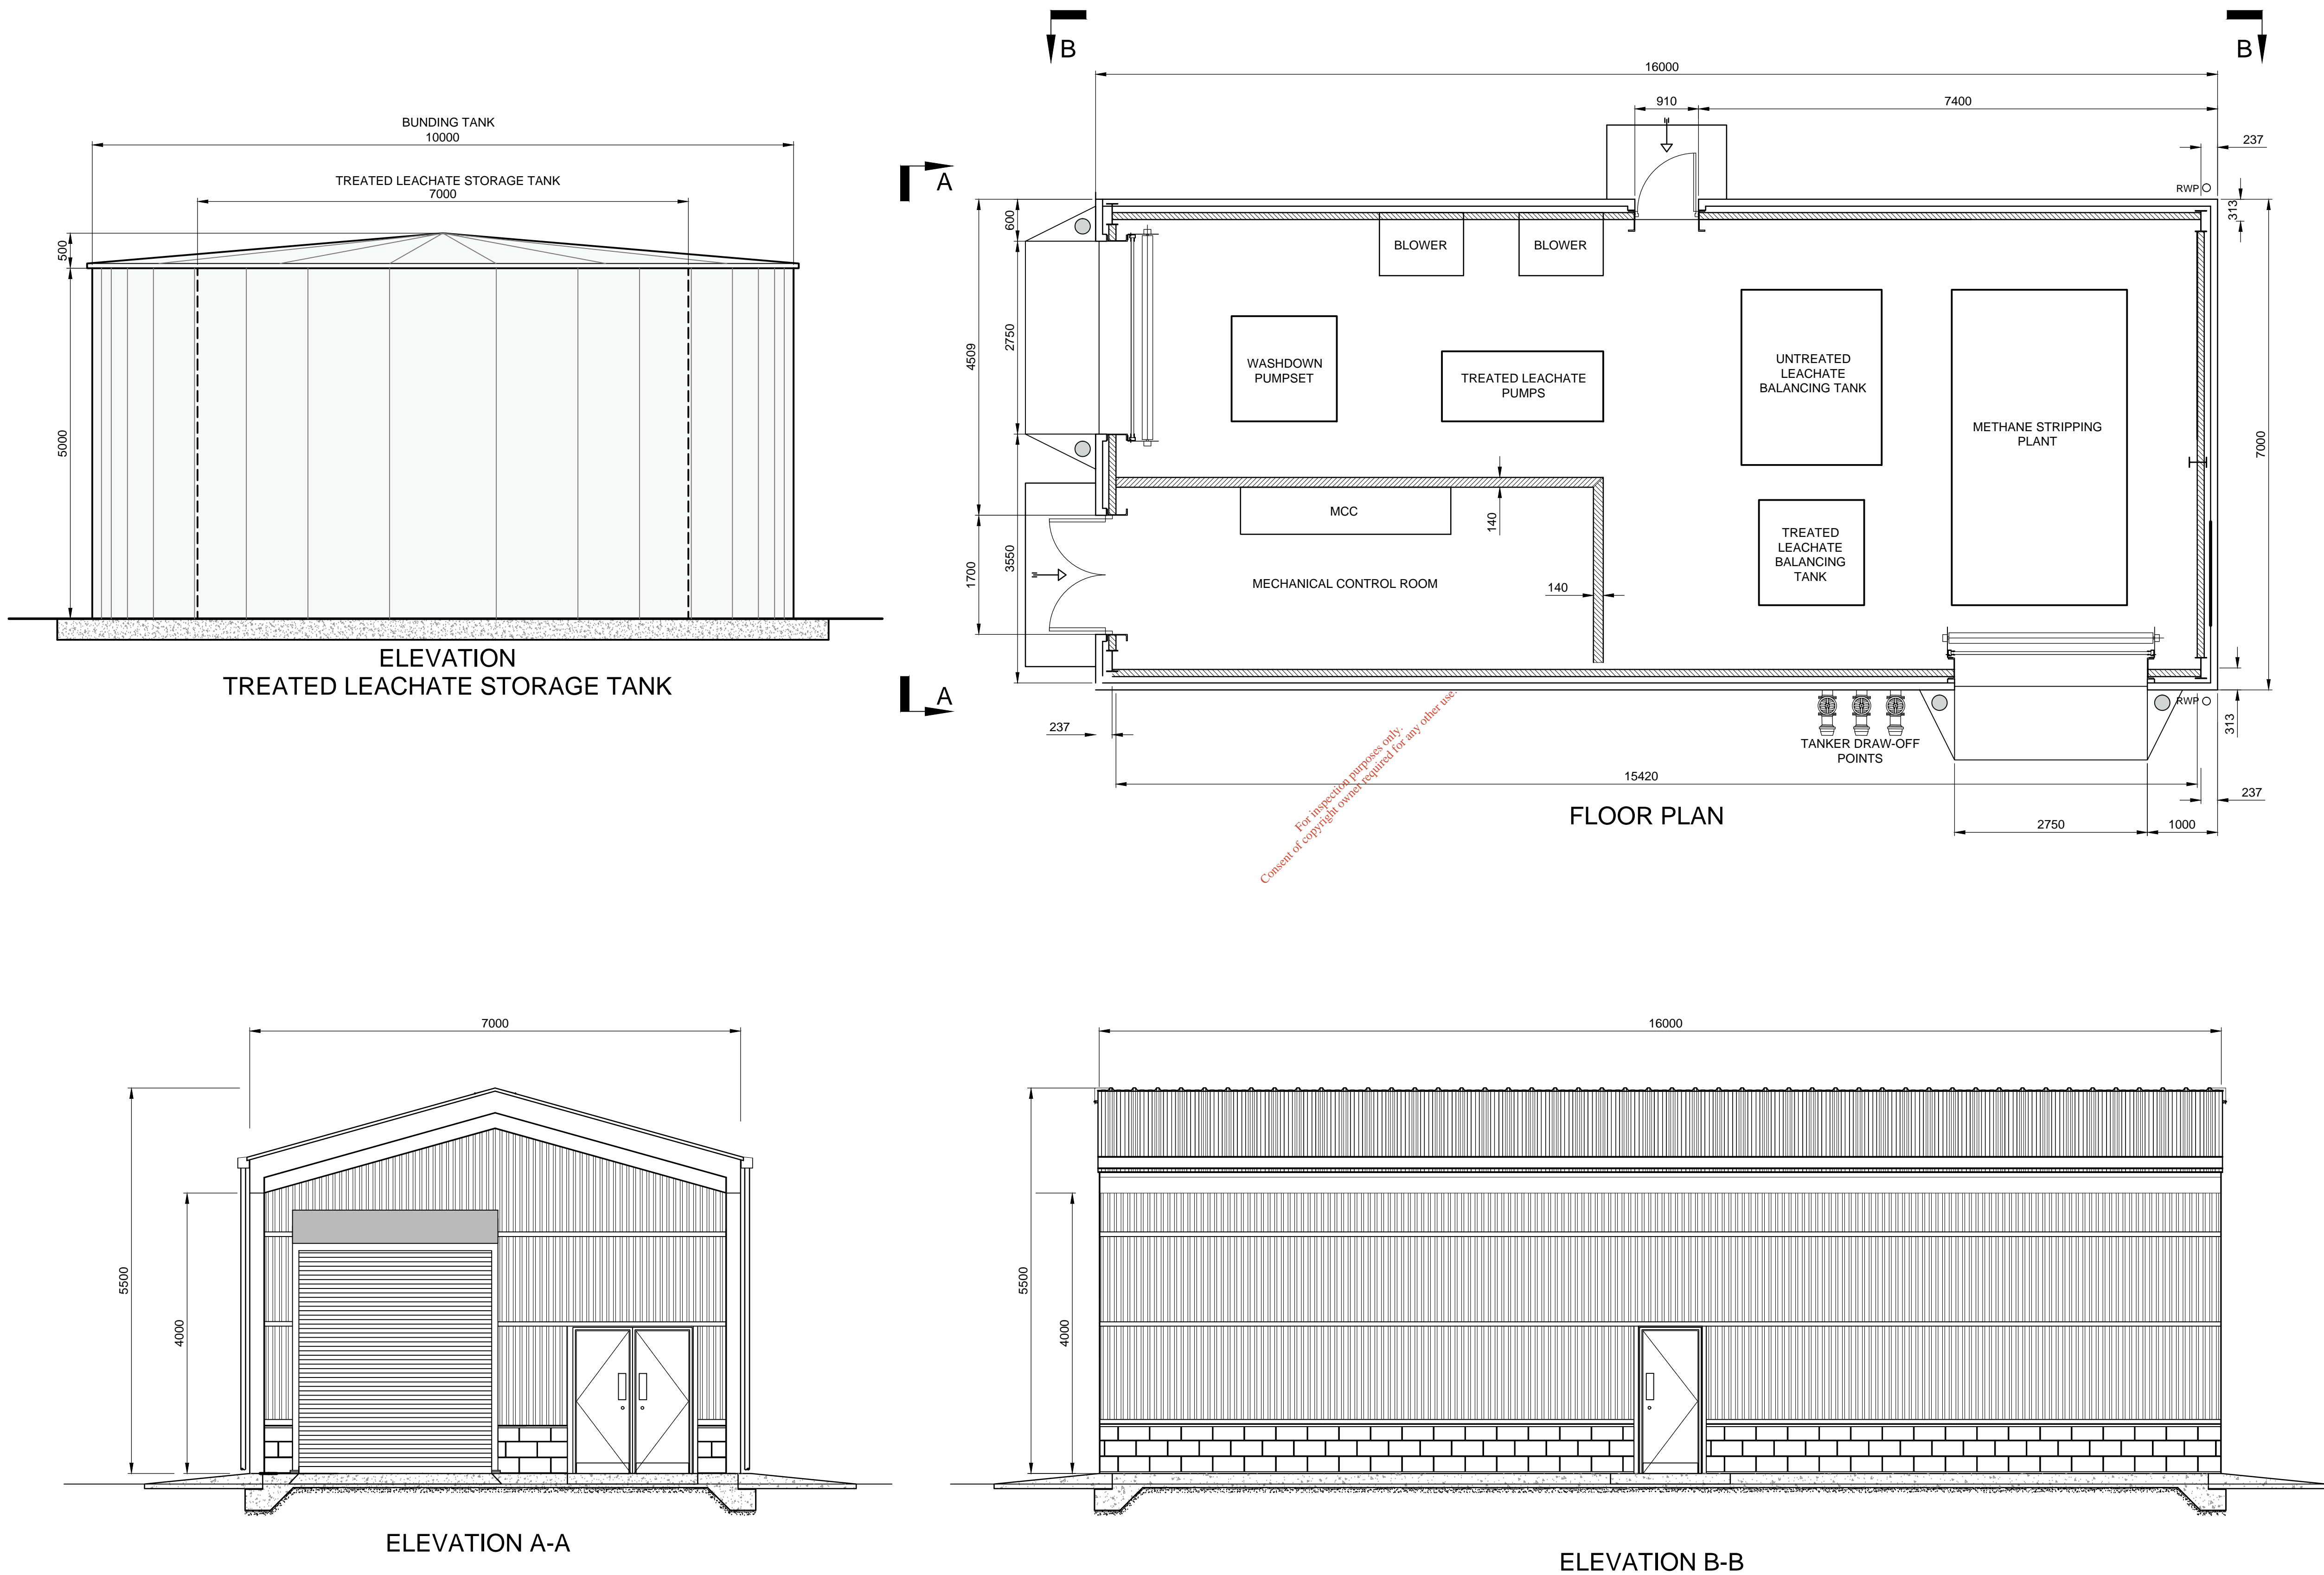 BUNDING TANK
10000
TREATED LEACHATE STORAGE TANK
7000
500
5000
ELEVATION
TREATED LEACHATE STORAGE TANK
B
B
16000
910
7400
237
A
RWP
313
600
BLOWER
BLOWER
4509
2750
WASHDOWN
PUMPSET
TREATED LEACHATE
PUMPS
UNTREATED
LEACHATE
BALANCING TANK
METHANE STRIPPING
PLANT
7000
MCC
140
1700
3550
TREATED
LEACHATE
BALANCING
TANK
MECHANICAL CONTROL ROOM
140
A
RWP
313
237
TANKER DRAW-OFF
POINTS
15420
237
FLOOR PLAN
2750
1000
For inspection purposes only.
Consent of copyright owner required for any other use.
7000
5500
4000
ELEVATION A-A
16000
5500
4000
ELEVATION B-B